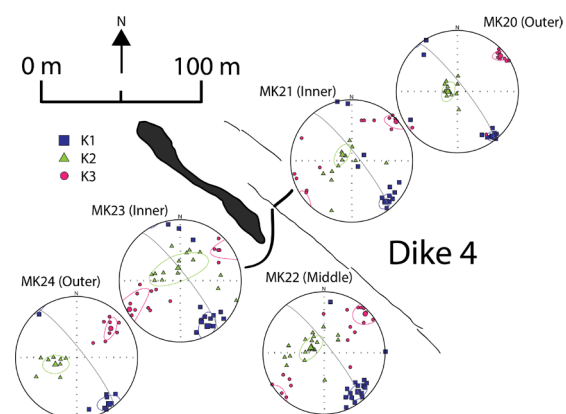 N
0 m
100 m
K1
K2
K3
MK20 (Outer)
N
MK21 (Inner)
N
MK23 (Inner)
N
Dike 4
MK24 (Outer)
N
MK22 (Middle)
N